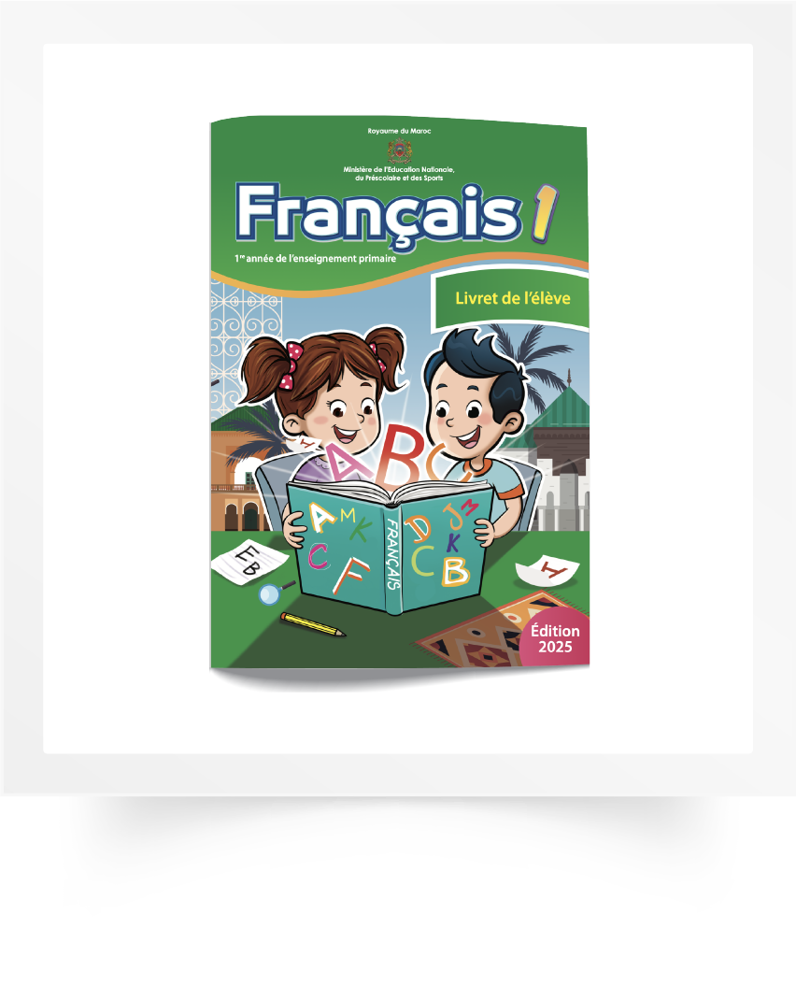 Royaume du Maroc
Ministère de l'Education Nationale,
du Préscolaire et des Sports
Français 1
1re année de l'enseignement primaire
Livret de l'élève
H
A B C
A M K C F
FRANÇAIS
D J M K C B
E B
H
Édition
2025